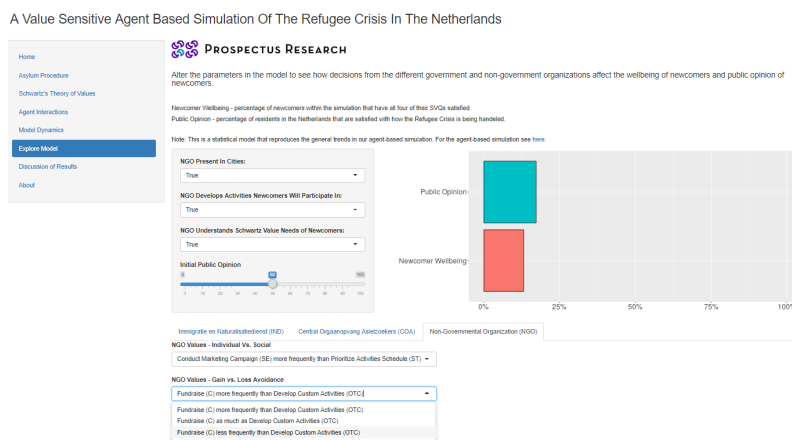 A Value Sensitive Agent Based Simulation Of The Refugee Crisis In The Netherlands
Home
Asylum Procedure
Schwartz's Theory of Values
Agent Interactions
Model Dynamics
Explore Model
Discussion of Results
About
PROSPECTUS RESEARCH
Alter the parameters in the model to see how decisions from the different government and non-government organizations affect the wellbeing of newcomers and public opinion of
newcomers.
Newcomer Wellbeing - percentage of newcomers within the simulation that have all four of their SVQs satisfied.
Public Opinion - percentage of residents in the Netherlands that are satisfied with how the Refugee Crisis is being handeled.
Note: This is a statistical model that reproduces the general trends in our agent-based simulation. For the agent-based simulation see here.
NGO Present In Cities:
True
NGO Develops Activities Newcomers Will Participate In:
True
NGO Understands Schwartz Value Needs of Newcomers:
True
Initial Public Opinion
0 10 20 30 40 50 60 70 80 90 100
Public Opinion
Newcomer Wellbeing
0% 25% 50% 75% 100%
Immigratie en Naturalisatiedienst (IND) Central Orgaanopvang Asielzoekers (COA) Non-Governmental Organization (NGO)
NGO Values - Individual Vs. Social
Conduct Marketing Campaign (SE) more frequently than Prioritize Activities Schedule (ST)
NGO Values - Gain vs. Loss Avoidance
Fundraise (C) more frequently than Develop Custom Activities (OTC)
Fundraise (C) more frequently than Develop Custom Activities (OTC)
Fundraise (C) as much as Develop Custom Activities (OTC)
Fundraise (C) less frequently than Develop Custom Activities (OTC)